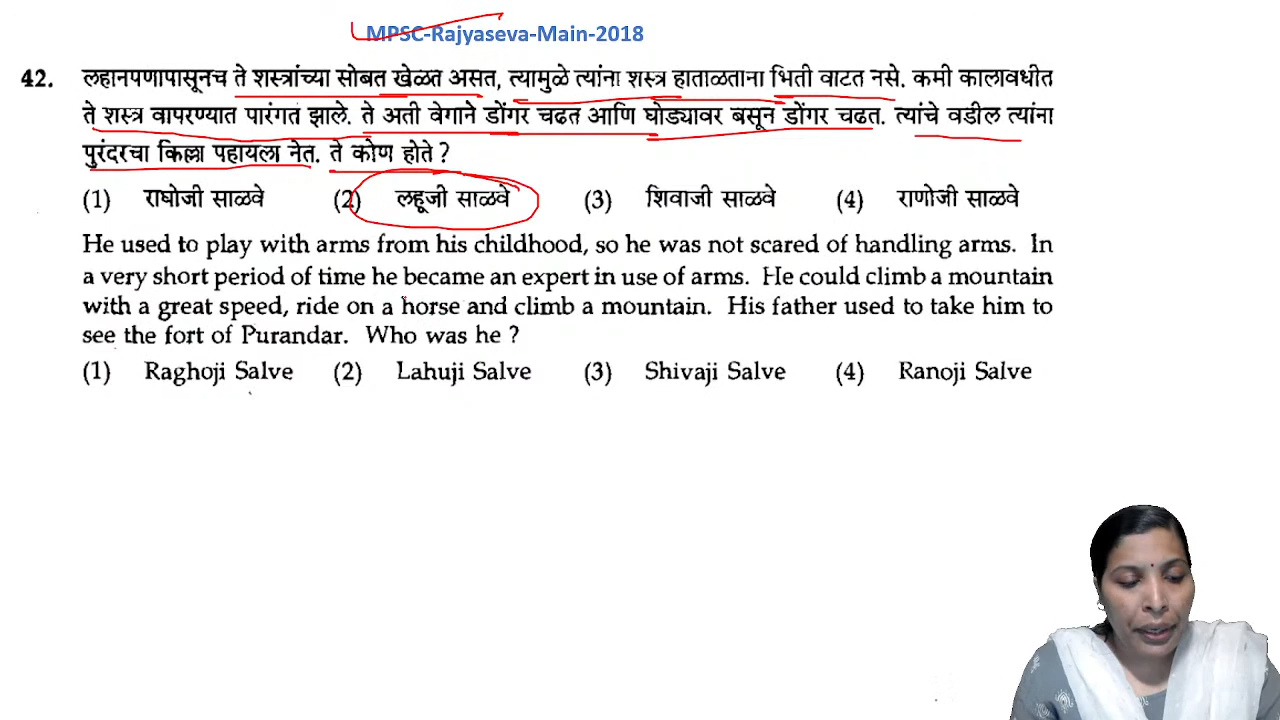 MPSC-Rajyaseva-Main-2018
42. लहानपणापासूनच ते शस्त्रांच्या सोबत खेळत असत, त्यामुळे त्यांना शस्त्र हाताळताना भिती वाटत नसे. कमी कालावधीत
ते शस्त्र वापरण्यात पारंगत झाले. ते अती वेगाने डोंगर चढत आणि घोड्यावर बसून डोंगर चढत. त्यांचे वडील त्यांना
पुरंदरचा किल्ला पहायला नेत. ते कोण होते ?
(1) राघोजी साळवे (2) लहूजी साळवे (3) शिवाजी साळवे (4) राणोजी साळवे
He used to play with arms from his childhood, so he was not scared of handling arms. In
a very short period of time he became an expert in use of arms. He could climb a mountain
with a great speed, ride on a horse and climb a mountain. His father used to take him to
see the fort of Purandar. Who was he ?
(1) Raghoji Salve (2) Lahuji Salve (3) Shivaji Salve (4) Ranoji Salve